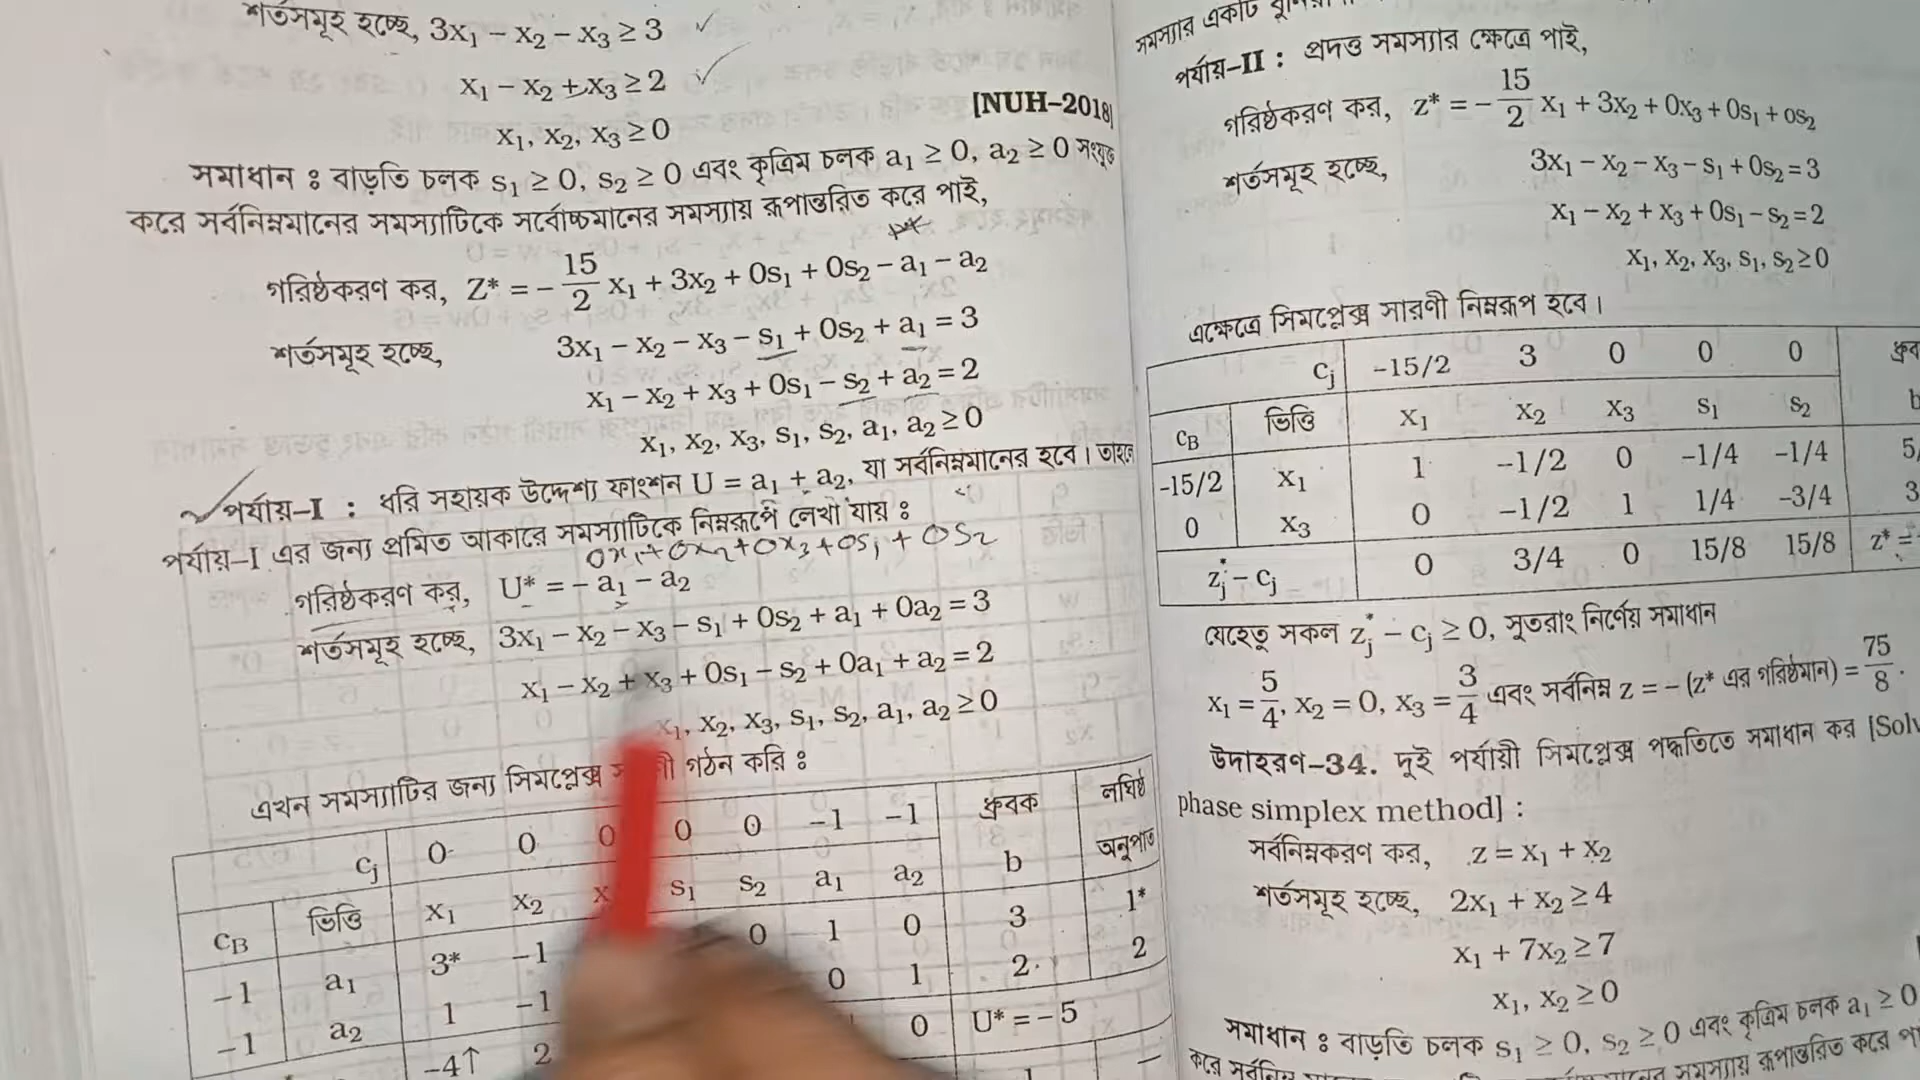 শর্তসমূহ হচ্ছে, 3x₁ − x₂ − x₃ ≥ 3
x₁ − x₂ + x₃ ≥ 2
[NUH–2018]
x₁, x₂, x₃ ≥ 0
সমাধান ঃ বাড়তি চলক s₁ ≥ 0, s₂ ≥ 0 এবং কৃত্রিম চলক a₁ ≥ 0, a₂ ≥ 0 সংযুক্ত
করে সর্বনিম্নমানের সমস্যাটিকে সর্বোচ্চমানের সমস্যায় রূপান্তরিত করে পাই,
গরিষ্ঠকরণ কর, Z* = − 15/2 x₁ + 3x₂ + 0s₁ + 0s₂ − a₁ − a₂
শর্তসমূহ হচ্ছে, 3x₁ − x₂ − x₃ − s₁ + 0s₂ + a₁ = 3
x₁ − x₂ + x₃ + 0s₁ − s₂ + a₂ = 2
x₁, x₂, x₃, s₁, s₂, a₁, a₂ ≥ 0
পর্যায়–I : ধরি সহায়ক উদ্দেশ্য ফাংশন U = a₁ + a₂, যা সর্বনিম্নমানের হবে। তাহলে
পর্যায়–I এর জন্য প্রমিত আকারে সমস্যাটিকে নিম্নরূপে লেখা যায় ঃ
0x₁+0x₂+0x₃+0s₁+0s₂
গরিষ্ঠকরণ কর, U* = − a₁ − a₂
শর্তসমূহ হচ্ছে, 3x₁ − x₂ − x₃ − s₁ + 0s₂ + a₁ + 0a₂ = 3
x₁ − x₂ + x₃ + 0s₁ − s₂ + 0a₁ + a₂ = 2
x₁, x₂, x₃, s₁, s₂, a₁, a₂ ≥ 0
এখন সমস্যাটির জন্য সিমপ্লেক্স গঠন করি ঃ
cⱼ 0 0 0 0 0 −1 −1 ধ্রুবক লঘিষ্ঠ
c_B ভিত্তি x₁ x₂ x s₁ s₂ a₁ a₂ b অনুপাত
−1 a₁ 3* −1 0 1 0 3 1*
−1 a₂ 1 −1 0 1 2 2
−4↑ 2 0 U* = −5
পর্যায়–II : প্রদত্ত সমস্যার ক্ষেত্রে পাই,
গরিষ্ঠকরণ কর, z* = − 15/2 x₁ + 3x₂ + 0x₃ + 0s₁ + 0s₂
শর্তসমূহ হচ্ছে, 3x₁ − x₂ − x₃ − s₁ + 0s₂ = 3
x₁ − x₂ + x₃ + 0s₁ − s₂ = 2
x₁, x₂, x₃, s₁, s₂ ≥ 0
এক্ষেত্রে সিমপ্লেক্স সারণী নিম্নরূপ হবে।
cⱼ −15/2 3 0 0 0
c_B ভিত্তি x₁ x₂ x₃ s₁ s₂ b
−15/2 x₁ 1 −1/2 0 −1/4 −1/4 5/
0 x₃ 0 −1/2 1 1/4 −3/4 3
zⱼ* − cⱼ 0 3/4 0 15/8 15/8 z* =
যেহেতু সকল zⱼ* − cⱼ ≥ 0, সুতরাং নির্ণেয় সমাধান
x₁ = 5/4, x₂ = 0, x₃ = 3/4 এবং সর্বনিম্ন z = − (z* এর গরিষ্ঠমান) = 75/8 .
উদাহরণ–34. দুই পর্যায়ী সিমপ্লেক্স পদ্ধতিতে সমাধান কর [Solv
phase simplex method] :
সর্বনিম্নকরণ কর, z = x₁ + x₂
শর্তসমূহ হচ্ছে, 2x₁ + x₂ ≥ 4
x₁ + 7x₂ ≥ 7
x₁, x₂ ≥ 0
সমাধান ঃ বাড়তি চলক s₁ ≥ 0, s₂ ≥ 0 এবং কৃত্রিম চলক a₁ ≥ 0